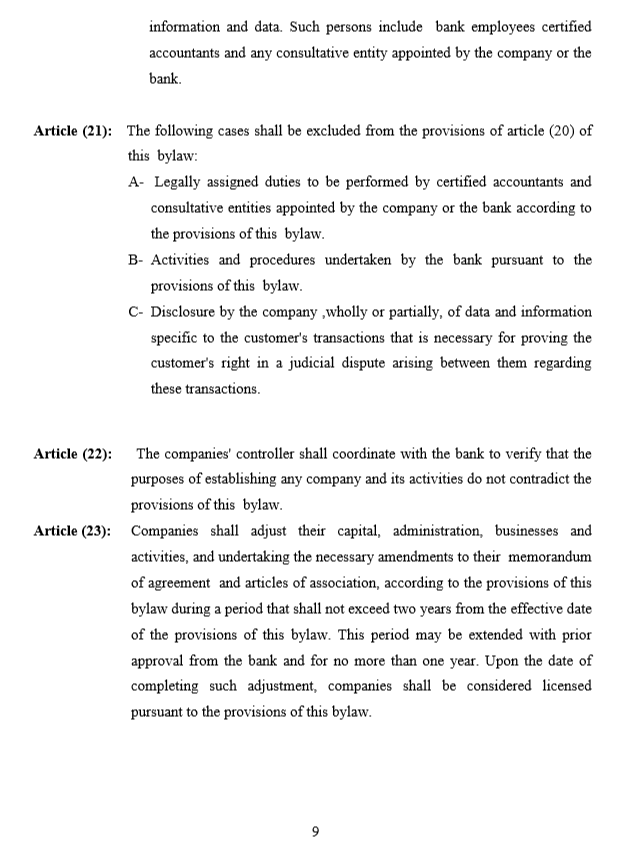 information and data. Such persons include bank employees certified
accountants and any consultative entity appointed by the company or the
bank.
Article (21): The following cases shall be excluded from the provisions of article (20) of
this bylaw:
A- Legally assigned duties to be performed by certified accountants and
consultative entities appointed by the company or the bank according to
the provisions of this bylaw.
B- Activities and procedures undertaken by the bank pursuant to the
provisions of this bylaw.
C- Disclosure by the company ,wholly or partially, of data and information
specific to the customer's transactions that is necessary for proving the
customer's right in a judicial dispute arising between them regarding
these transactions.
Article (22): The companies' controller shall coordinate with the bank to verify that the
purposes of establishing any company and its activities do not contradict the
provisions of this bylaw.
Article (23): Companies shall adjust their capital, administration, businesses and
activities, and undertaking the necessary amendments to their memorandum
of agreement and articles of association, according to the provisions of this
bylaw during a period that shall not exceed two years from the effective date
of the provisions of this bylaw. This period may be extended with prior
approval from the bank and for no more than one year. Upon the date of
completing such adjustment, companies shall be considered licensed
pursuant to the provisions of this bylaw.
9